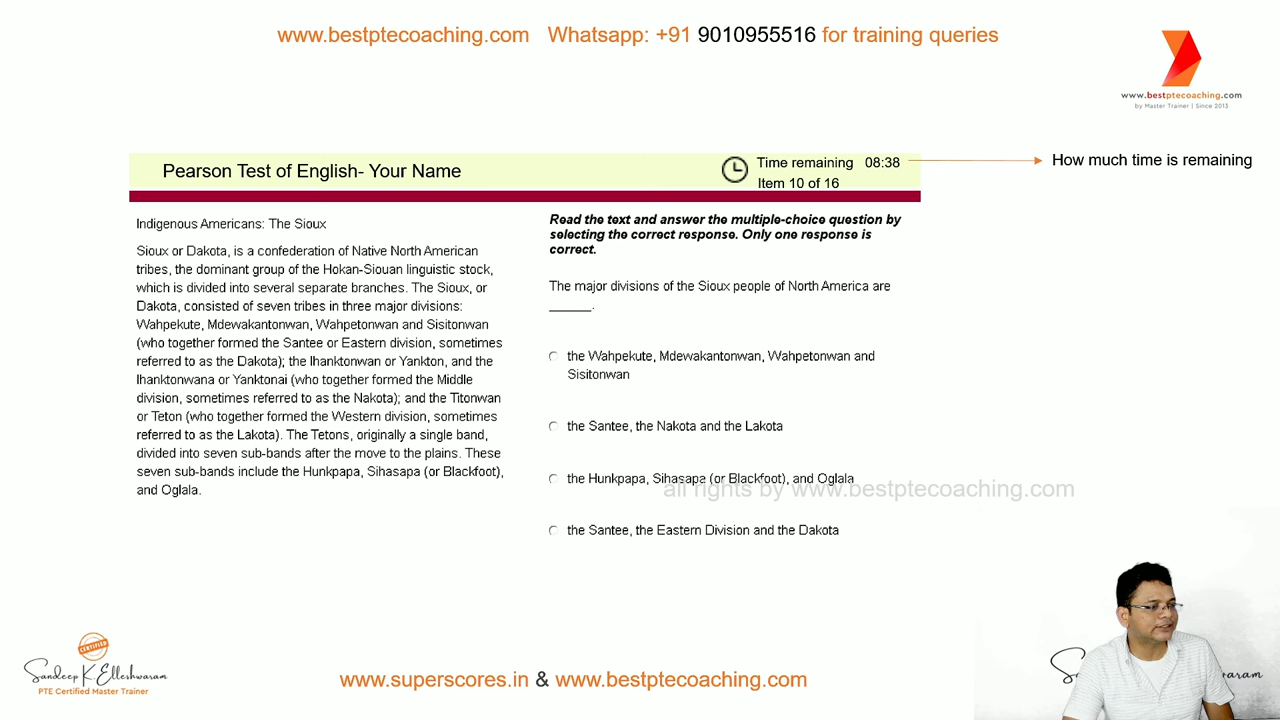 www.bestptecoaching.com Whatsapp: +91 9010955516 for training queries
www.bestptecoaching.com
by Master Trainer | Since 2013
Pearson Test of English- Your Name
Time remaining 08:38
Item 10 of 16
How much time is remaining
Indigenous Americans: The Sioux
Sioux or Dakota, is a confederation of Native North American
tribes, the dominant group of the Hokan-Siouan linguistic stock,
which is divided into several separate branches. The Sioux, or
Dakota, consisted of seven tribes in three major divisions:
Wahpekute, Mdewakantonwan, Wahpetonwan and Sisitonwan
(who together formed the Santee or Eastern division, sometimes
referred to as the Dakota); the Ihanktonwan or Yankton, and the
Ihanktonwana or Yanktonai (who together formed the Middle
division, sometimes referred to as the Nakota); and the Titonwan
or Teton (who together formed the Western division, sometimes
referred to as the Lakota). The Tetons, originally a single band,
divided into seven sub-bands after the move to the plains. These
seven sub-bands include the Hunkpapa, Sihasapa (or Blackfoot),
and Oglala.
Read the text and answer the multiple-choice question by
selecting the correct response. Only one response is
correct.
The major divisions of the Sioux people of North America are
______.
the Wahpekute, Mdewakantonwan, Wahpetonwan and
Sisitonwan
the Santee, the Nakota and the Lakota
the Hunkpapa, Sihasapa (or Blackfoot), and Oglala
all rights by www.bestptecoaching.com
the Santee, the Eastern Division and the Dakota
CERTIFIED
Sandeep K Elleshwaram
PTE Certified Master Trainer
www.superscores.in & www.bestptecoaching.com